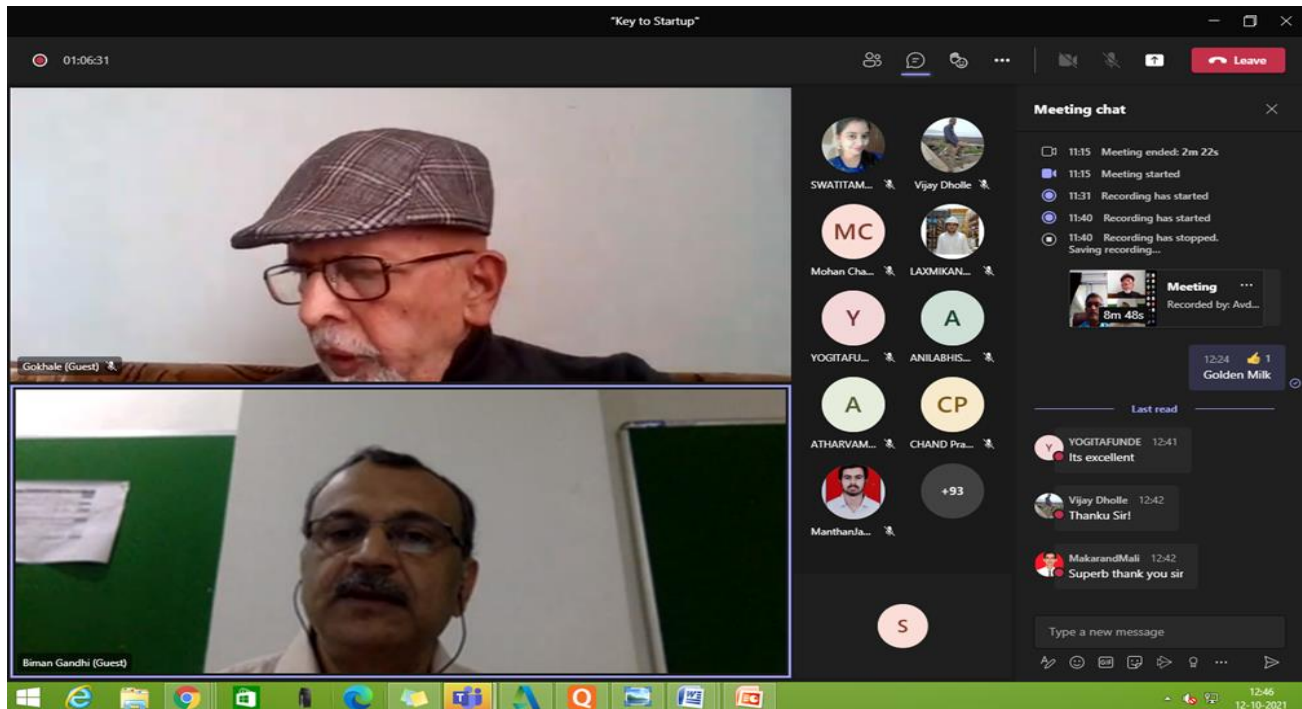 "Key to Startup"
01:06:31
Leave
Gokhale (Guest)
Biman Gandhi (Guest)
SWATITAM...
Vijay Dholle
MC
Mohan Cha...
LAXMIKAN...
Y
A
YOGITAFU...
ANILABHIS...
A
CP
ATHARVAM...
CHAND Pra...
+93
ManthanJa...
S
Meeting chat
11:15 Meeting ended: 2m 22s
11:15 Meeting started
11:31 Recording has started
11:40 Recording has started
11:40 Recording has stopped.
Saving recording...
Meeting ...
Recorded by: Avd...
8m 48s
12:24 👍 1
Golden Milk
Last read
Y
YOGITAFUNDE 12:41
Its excellent
Vijay Dholle 12:42
Thanku Sir!
MakarandMali 12:42
Superb thank you sir
Type a new message
GIF
12:46
12-10-2021